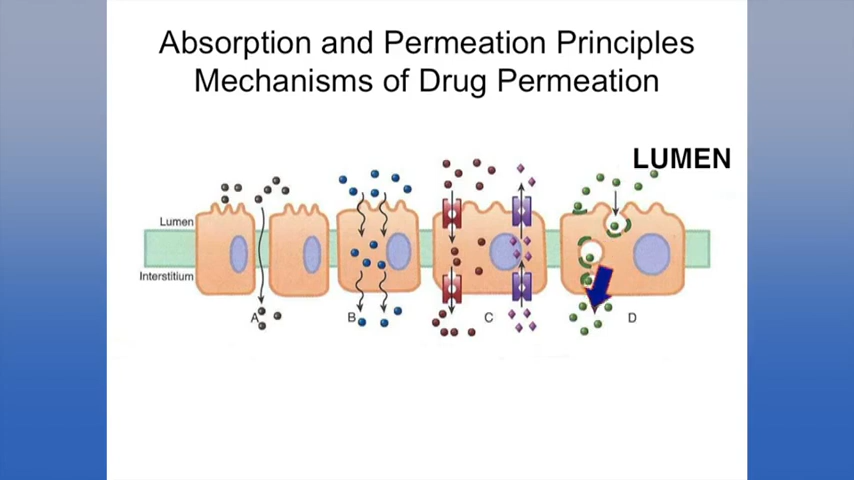 Absorption and Permeation Principles
Mechanisms of Drug Permeation
LUMEN
Lumen
Interstitium
A
B
C
D